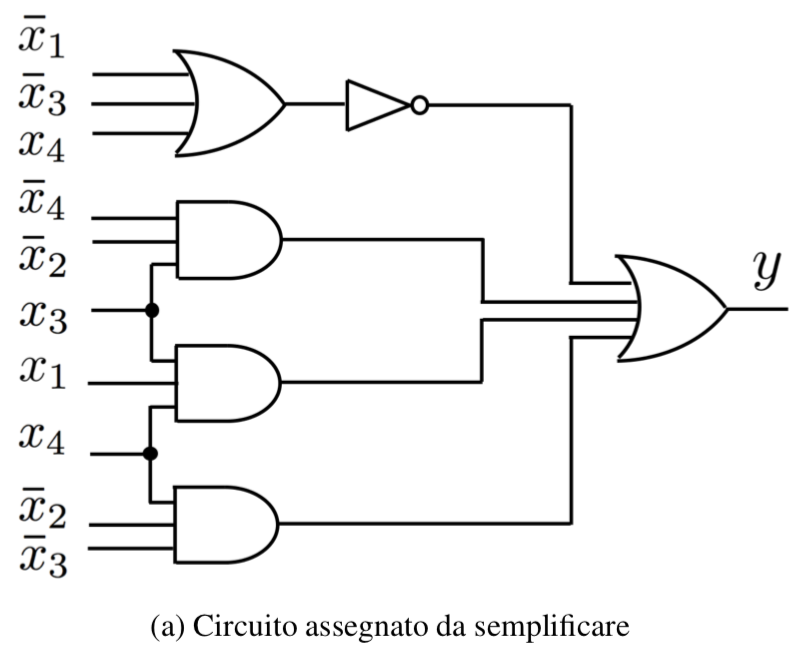 x̄₁
x̄₃
x₄
x̄₄
x̄₂
x₃
x₁
x₄
x̄₂
x̄₃
y
(a) Circuito assegnato da semplificare